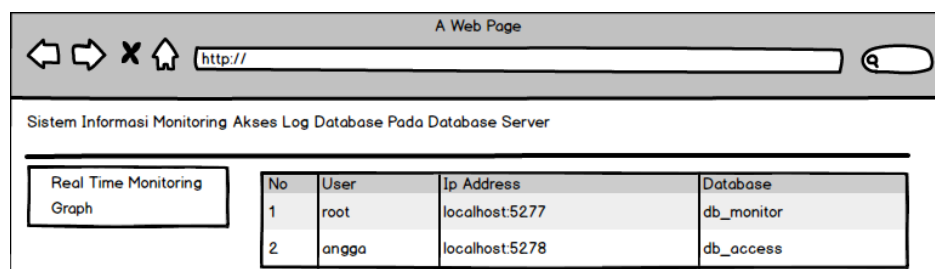 A Web Page
http://
Sistem Informasi Monitoring Akses Log Database Pada Database Server
Real Time Monitoring
Graph
No User Ip Address Database
1 root localhost:5277 db_monitor
2 angga localhost:5278 db_access